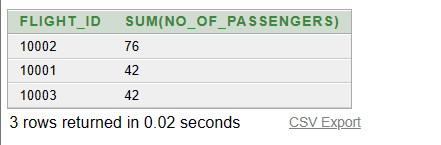 FLIGHT_ID SUM(NO_OF_PASSENGERS)
10002 76
10001 42
10003 42
3 rows returned in 0.02 seconds CSV Export